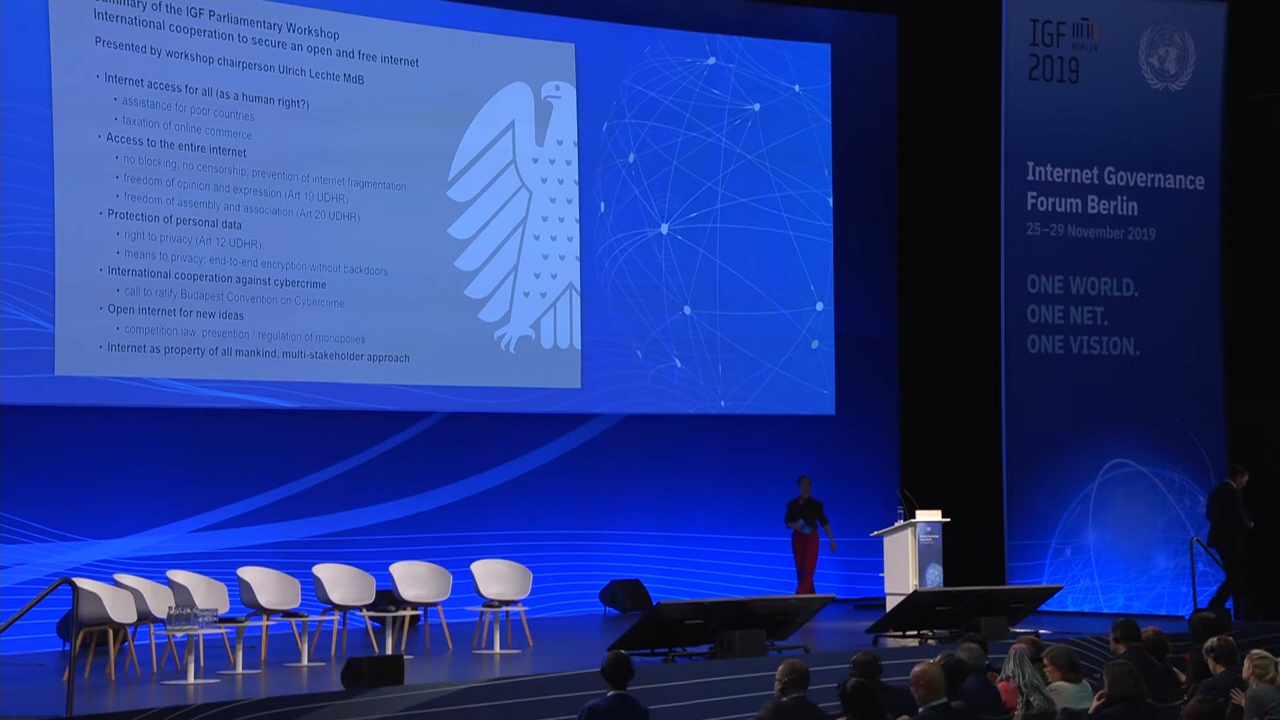 Summary of the IGF Parliamentary Workshop
International cooperation to secure an open and free internet
Presented by workshop chairperson Ulrich Lechte MdB
• Internet access for all (as a human right?)
• assistance for poor countries
• taxation of online commerce
• Access to the entire internet
• no blocking, no censorship, prevention of internet fragmentation
• freedom of opinion and expression (Art 19 UDHR)
• freedom of assembly and association (Art 20 UDHR)
• Protection of personal data
• right to privacy (Art 12 UDHR)
• means to privacy: end-to-end encryption without backdoors
• International cooperation against cybercrime
• call to ratify Budapest Convention on Cybercrime
• Open internet for new ideas
• competition law, prevention / regulation of monopolies
• Internet as property of all mankind, multi-stakeholder approach
IGF BERLIN
2019
Internet Governance
Forum Berlin
25–29 November 2019
ONE WORLD.
ONE NET.
ONE VISION.